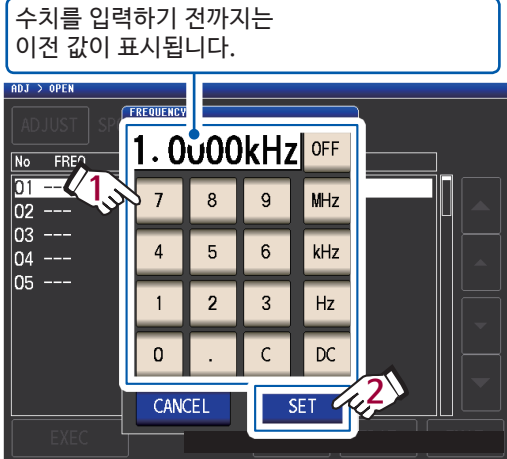 수치를 입력하기 전까지는
이전 값이 표시됩니다.
ADJ > OPEN
ADJUST
FREQUENCY
1.0000kHz
OFF
No FREQ
7 8 9 MHz
01 ---
1
02 ---
03 ---
4 5 6 kHz
04 ---
05 ---
1 2 3 Hz
0 . C DC
CANCEL SET
2
EXEC